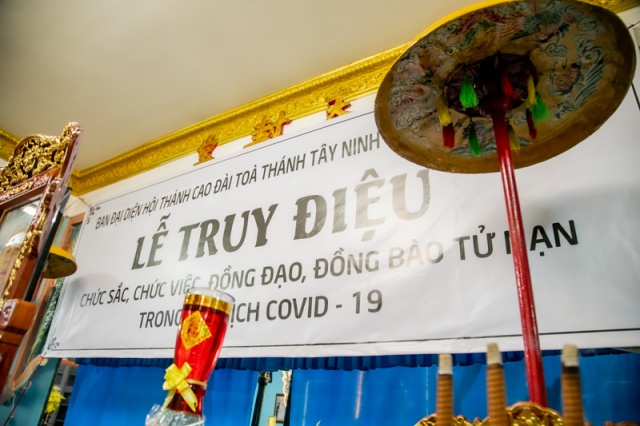 BAN ĐẠI DIỆN HỘI THÁNH CAO ĐÀI TOÀ THÁNH TÂY NINH
LỄ TRUY ĐIỆU
CHỨC SẮC, CHỨC VIỆC, ĐỒNG ĐẠO, ĐỒNG BÀO TỬ NẠN
TRONG DỊCH COVID - 19